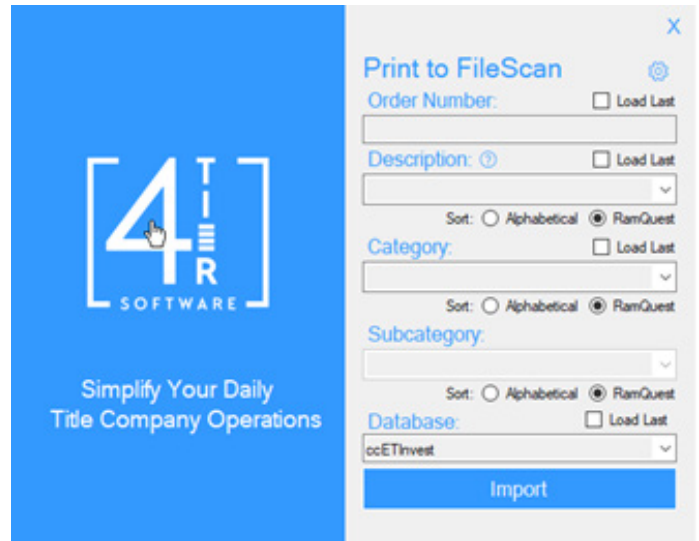 4 TIER
SOFTWARE
Simplify Your Daily
Title Company Operations
X
Print to FileScan
Order Number:
Load Last
Description: ?
Load Last
Sort: Alphabetical RamQuest
Category:
Load Last
Sort: Alphabetical RamQuest
Subcategory:
Sort: Alphabetical RamQuest
Database:
Load Last
ccETInvest
Import